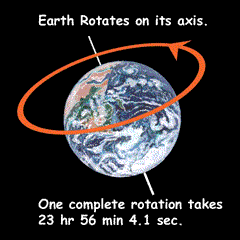 Earth Rotates on its axis.
One complete rotation takes
23 hr 56 min 4.1 sec.